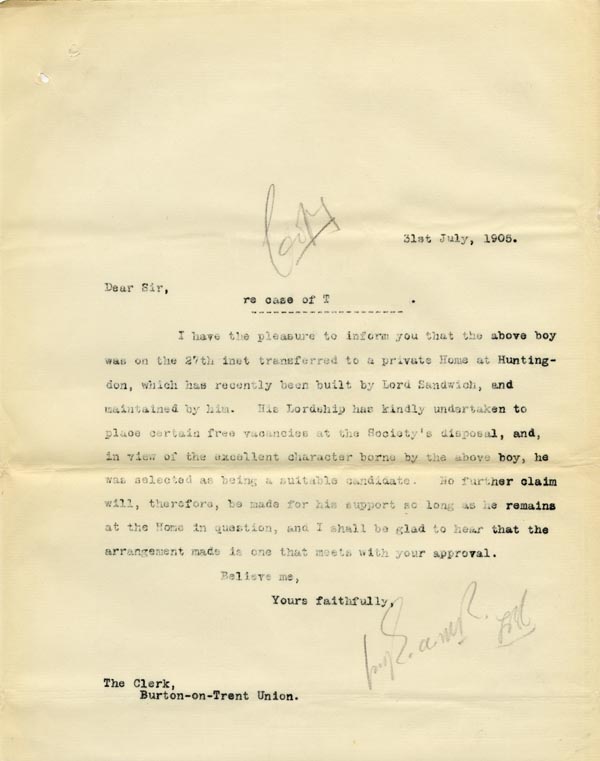 Copy
31st July, 1905.
Dear Sir,
re case of T .
I have the pleasure to inform you that the above boy
was on the 27th inst transferred to a private Home at Hunting-
don, which has recently been built by Lord Sandwich, and
maintained by him. His Lordship has kindly undertaken to
place certain free vacancies at the Society's disposal, and,
in view of the excellent character borne by the above boy, he
was selected as being a suitable candidate. No further claim
will, therefore, be made for his support so long as he remains
at the Home in question, and I shall be glad to hear that the
arrangement made is one that meets with your approval.
Believe me,
Yours faithfully,
The Clerk,
Burton-on-Trent Union.